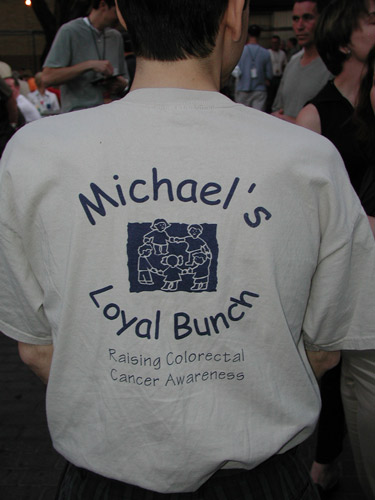 Michael's
Loyal Bunch
Raising Colorectal
Cancer Awareness